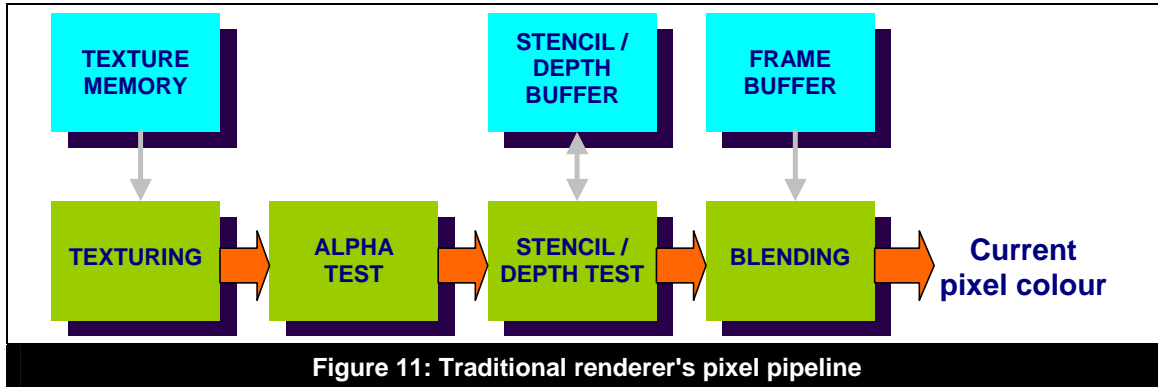 TEXTURE
MEMORY
STENCIL /
DEPTH
BUFFER
FRAME
BUFFER
TEXTURING
ALPHA
TEST
STENCIL /
DEPTH TEST
BLENDING
Current
pixel colour
Figure 11: Traditional renderer's pixel pipeline